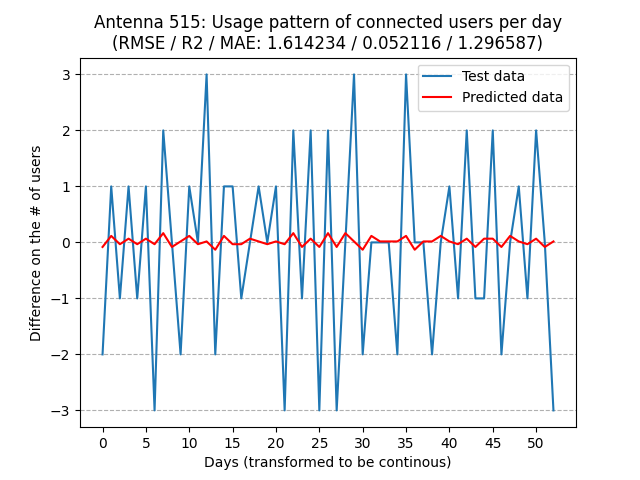 Antenna 515: Usage pattern of connected users per day
(RMSE / R2 / MAE: 1.614234 / 0.052116 / 1.296587)
Test data
Predicted data
Difference on the # of users
3
2
1
0
−1
−2
−3
0 5 10 15 20 25 30 35 40 45 50
Days (transformed to be continous)